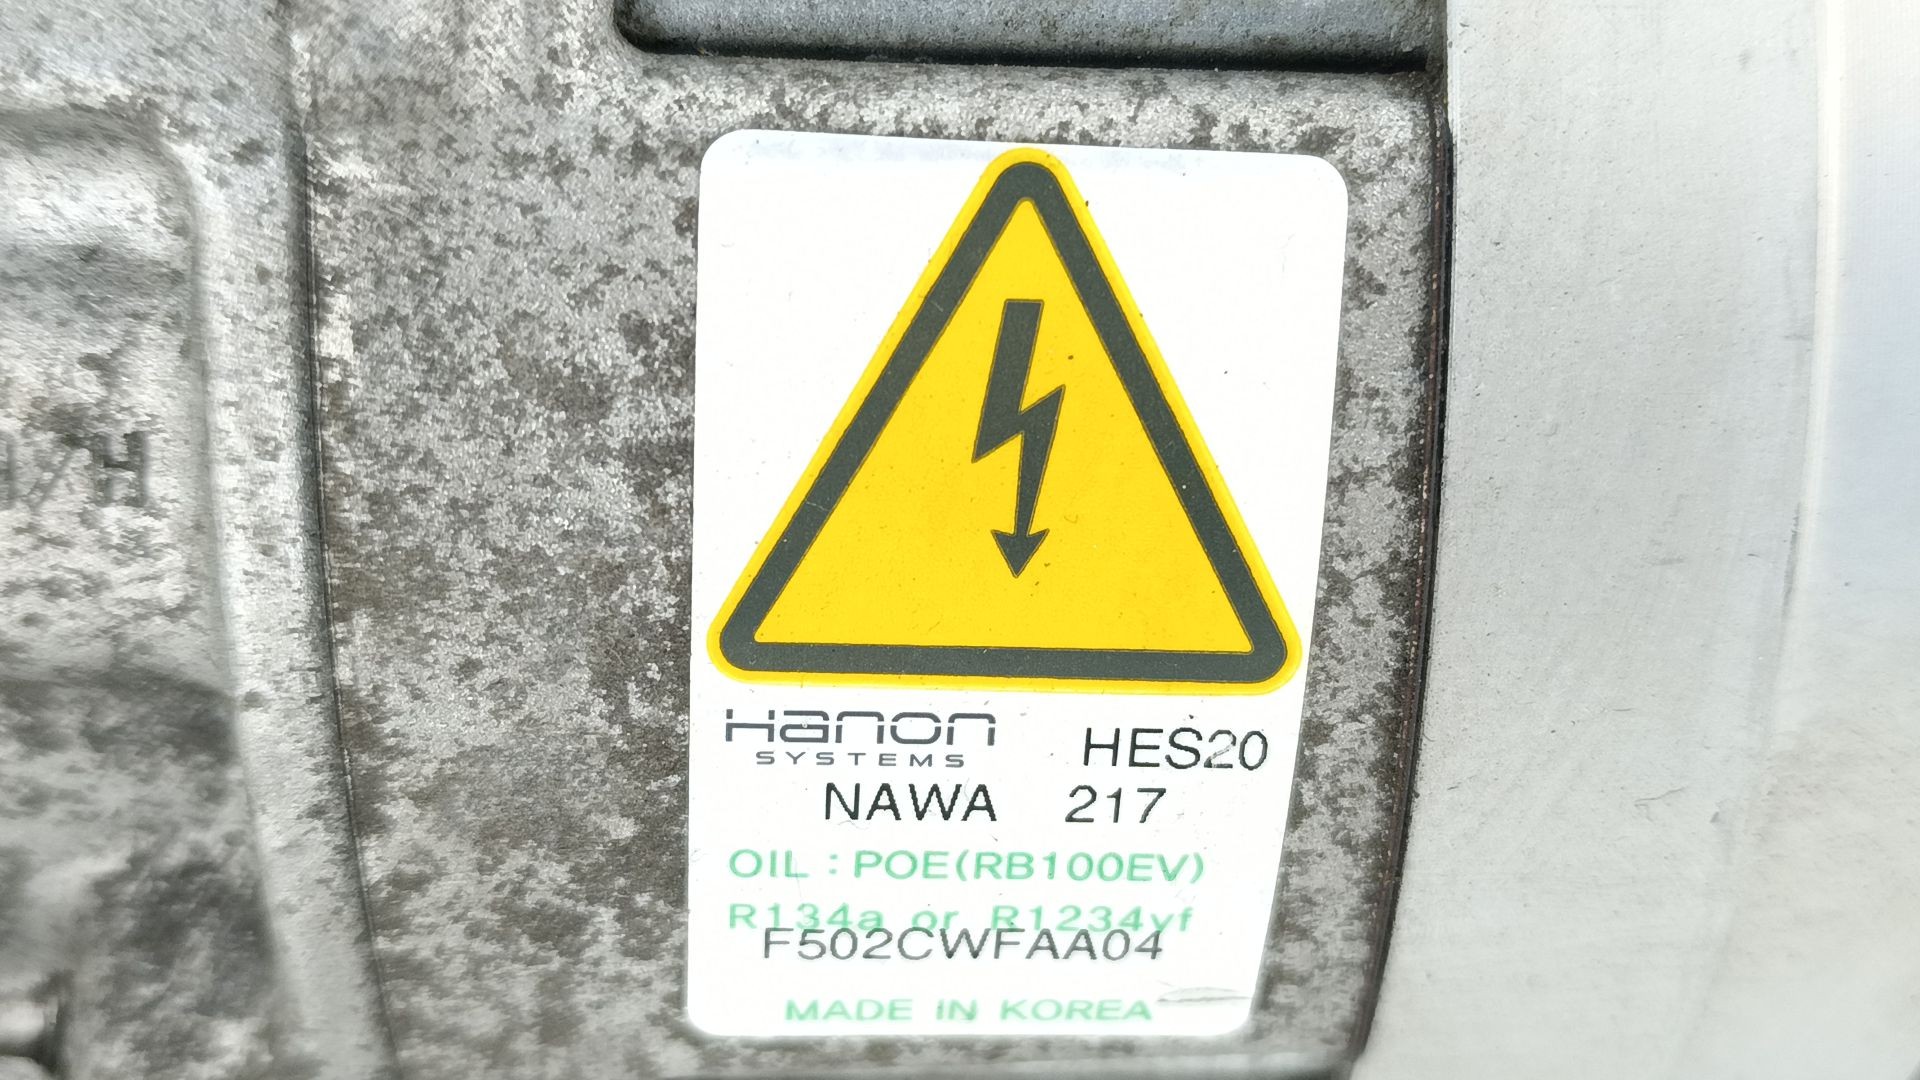 Hanon
SYSTEMS
HES20
NAWA 217
OIL : POE(RB100EV)
R134a or R1234yf
F502CWFAA04
MADE IN KOREA